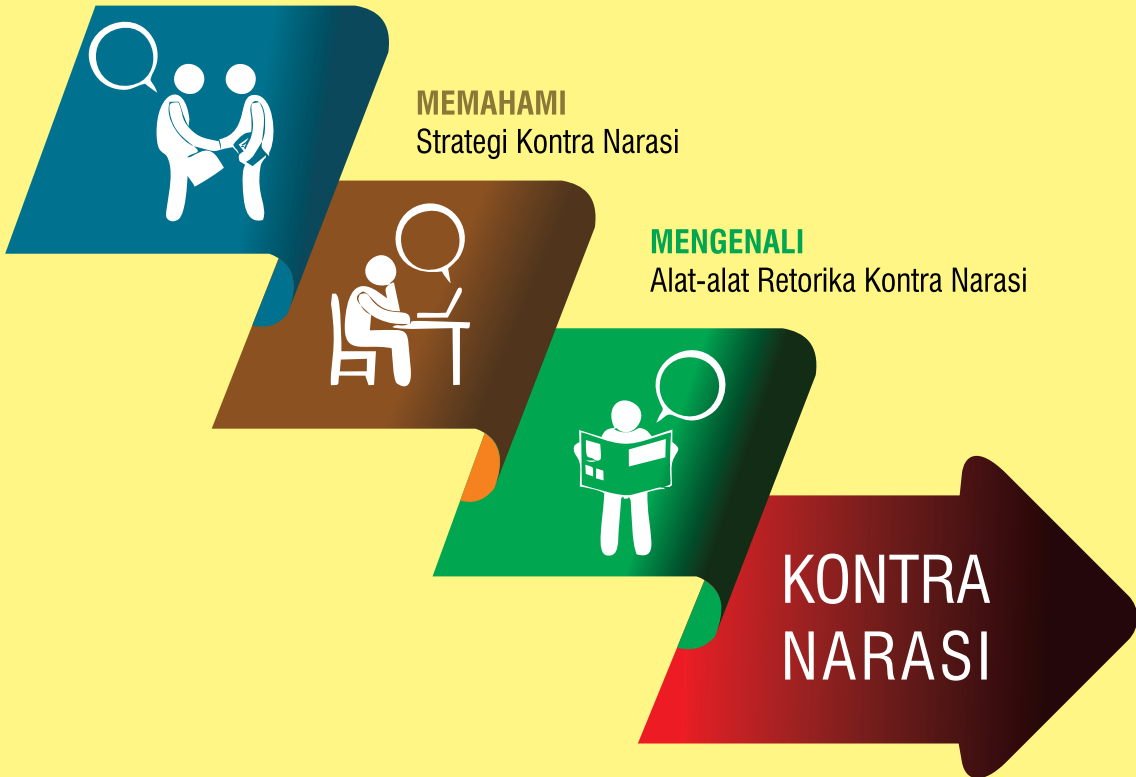 MEMAHAMI
Strategi Kontra Narasi
MENGENALI
Alat-alat Retorika Kontra Narasi
KONTRA
NARASI